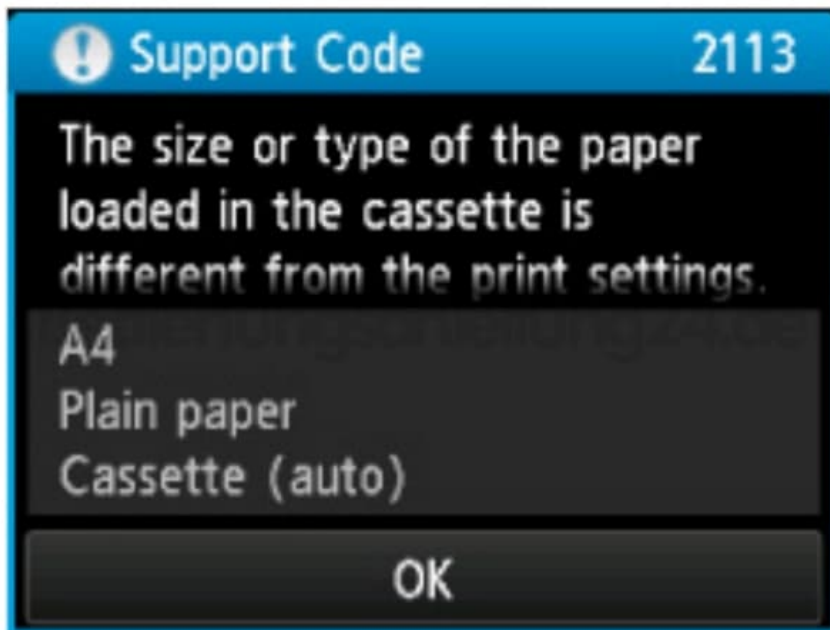 Support Code 2113
The size or type of the paper
loaded in the cassette is
different from the print settings.
A4
Plain paper
Cassette (auto)
OK